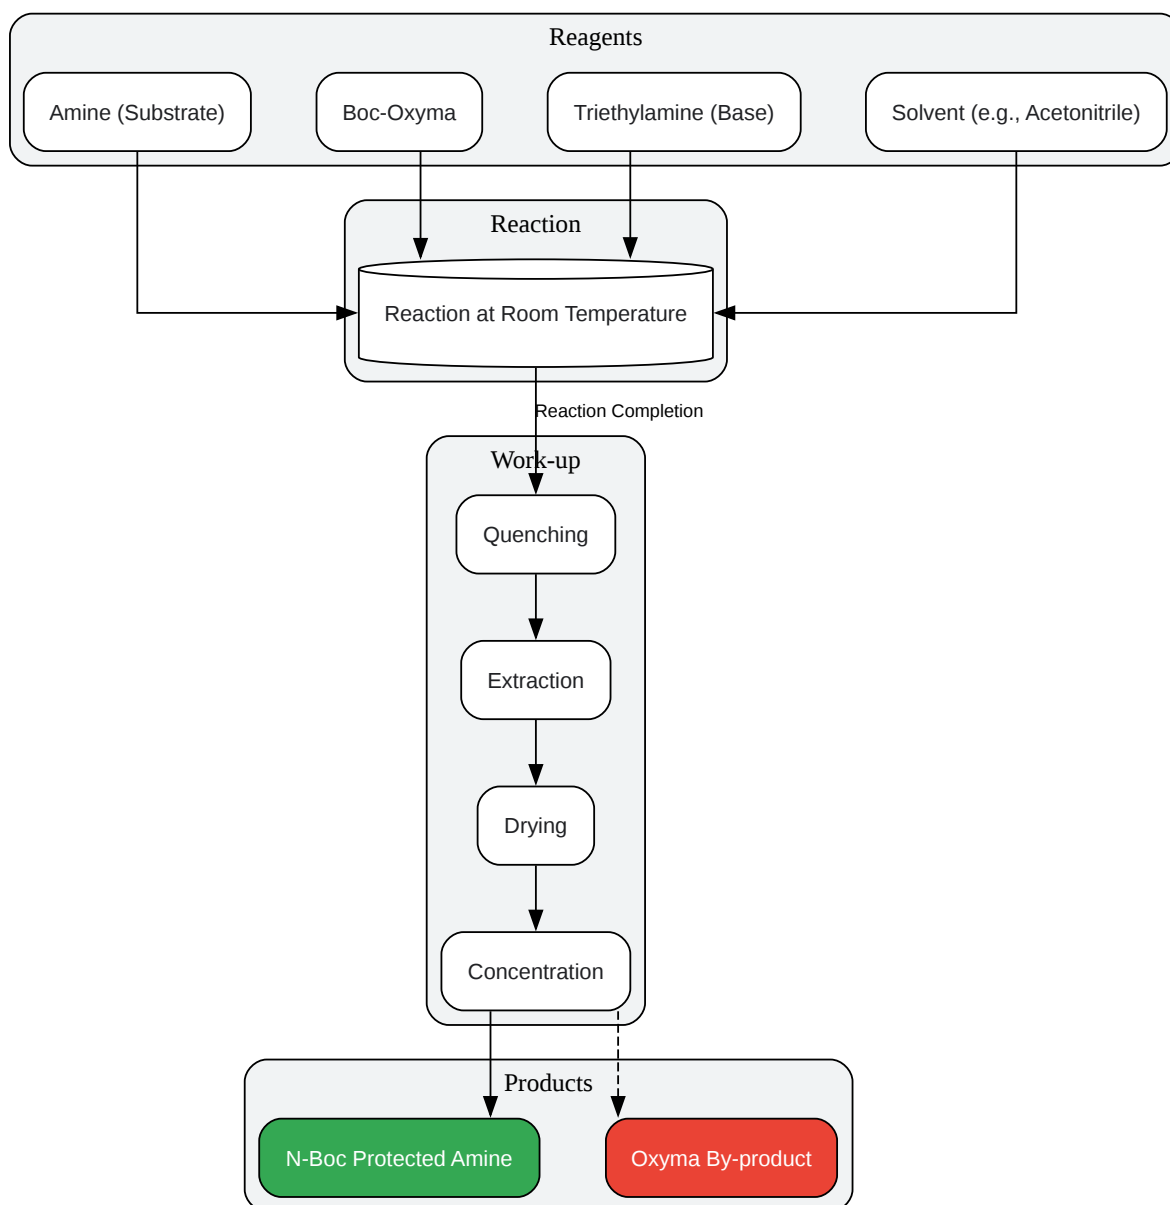 Reagents
Amine (Substrate)
Boc-Oxyma
Triethylamine (Base)
Solvent (e.g., Acetonitrile)
Reaction
Reaction at Room Temperature
Reaction Completion
Work-up
Quenching
Extraction
Drying
Concentration
Products
N-Boc Protected Amine
Oxyma By-product